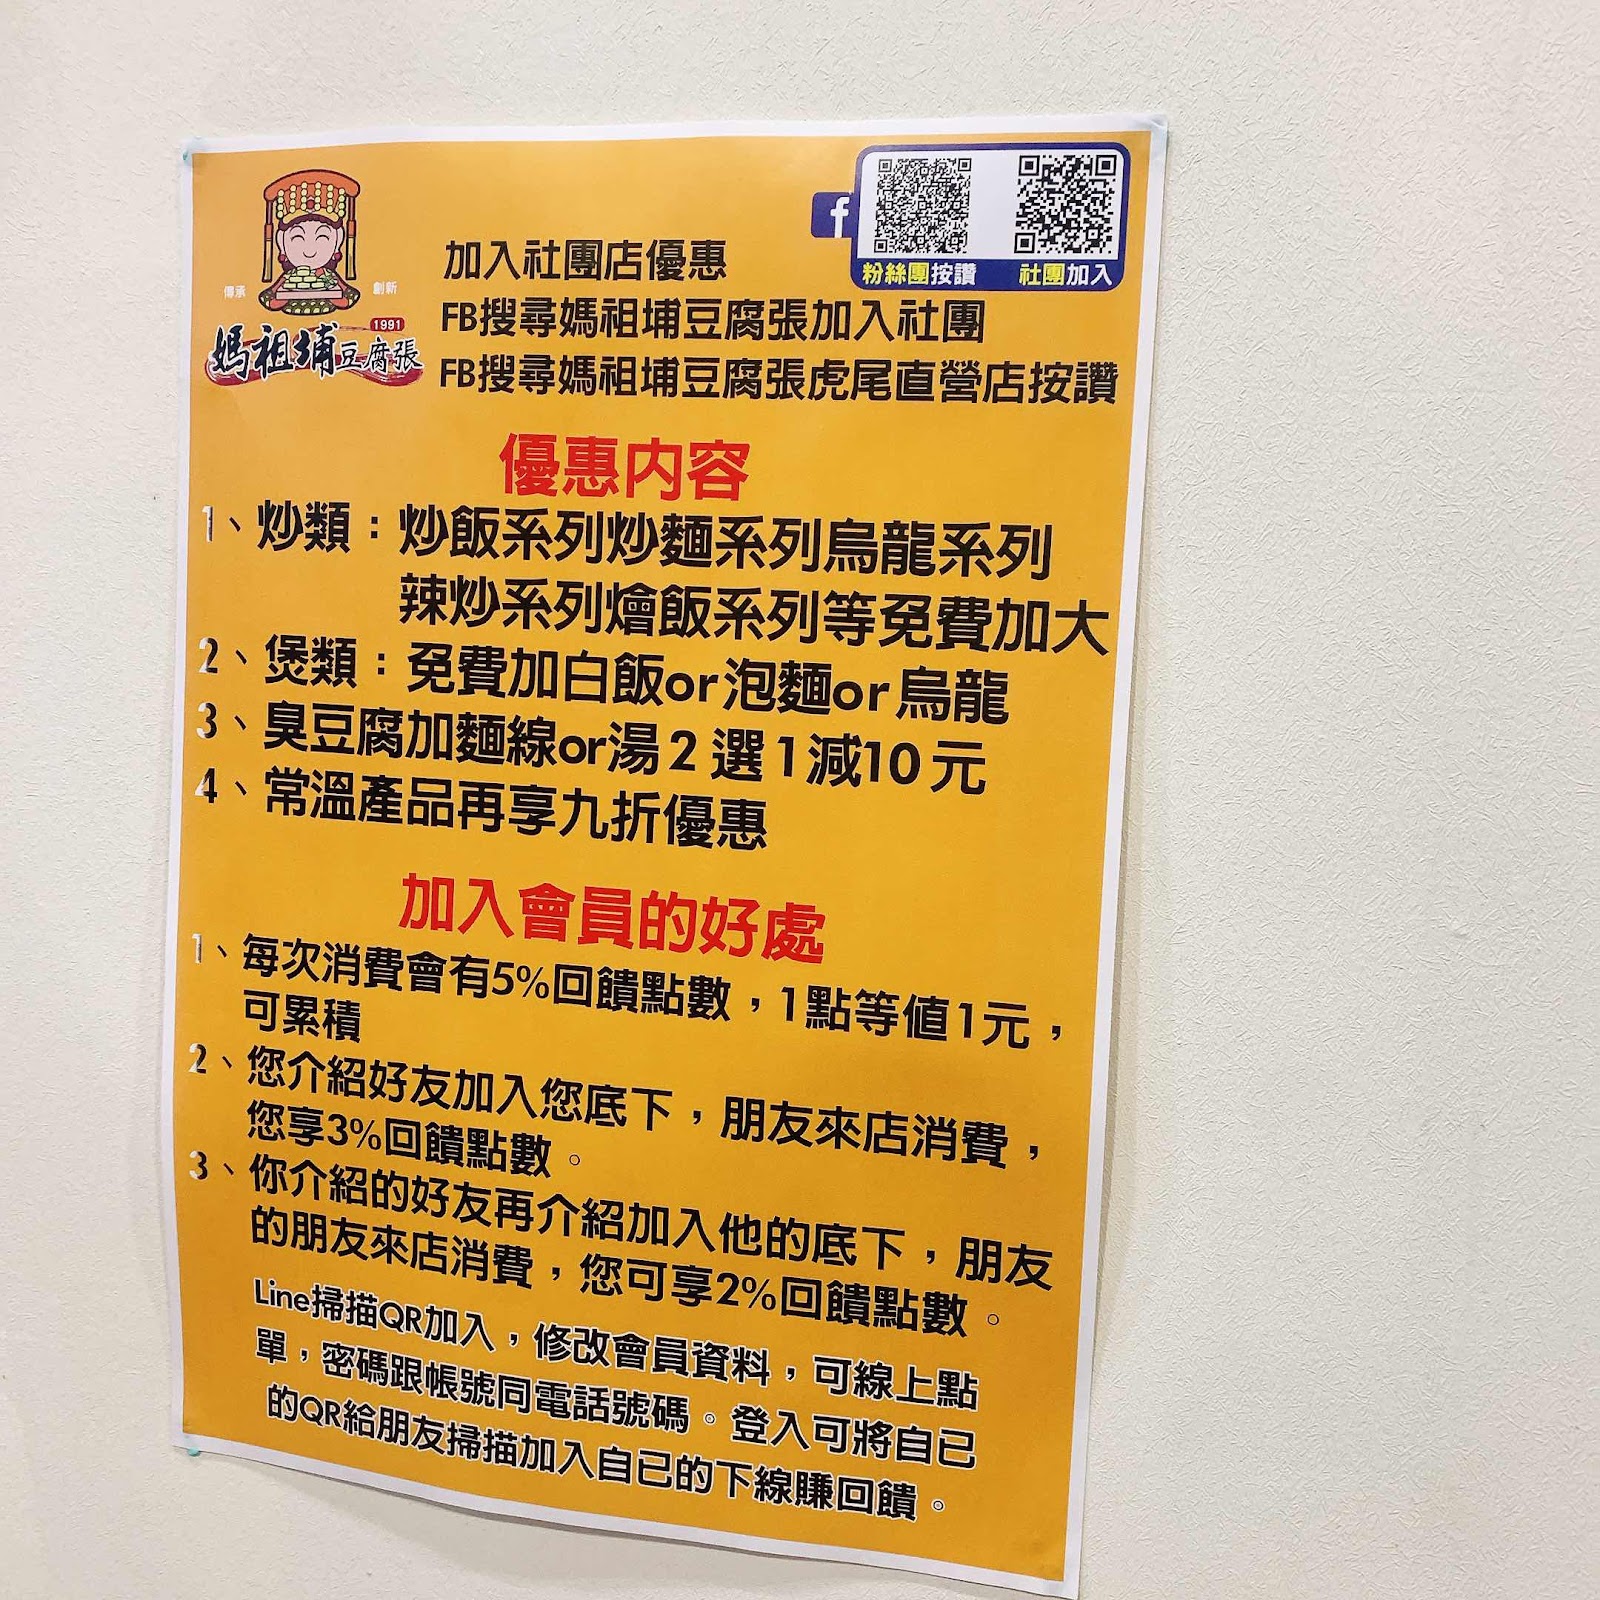 傳承 創新
1991
媽祖埔豆腐張
f
粉絲團按讚 社團加入
加入社團店優惠
FB搜尋媽祖埔豆腐張加入社團
FB搜尋媽祖埔豆腐張虎尾直營店按讚
優惠內容
1、炒類：炒飯系列炒麵系列烏龍系列
辣炒系列燴飯系列等免費加大
2、煲類：免費加白飯or泡麵or烏龍
3、臭豆腐加麵線or湯2選1減10元
4、常溫產品再享九折優惠
加入會員的好處
1、每次消費會有5%回饋點數，1點等值1元，
可累積
2、您介紹好友加入您底下，朋友來店消費，
您享3%回饋點數。
3、你介紹的好友再介紹加入他的底下，朋友
的朋友來店消費，您可享2%回饋點數。
Line掃描QR加入，修改會員資料，可線上點
單，密碼跟帳號同電話號碼。登入可將自己
的QR給朋友掃描加入自己的下線賺回饋。